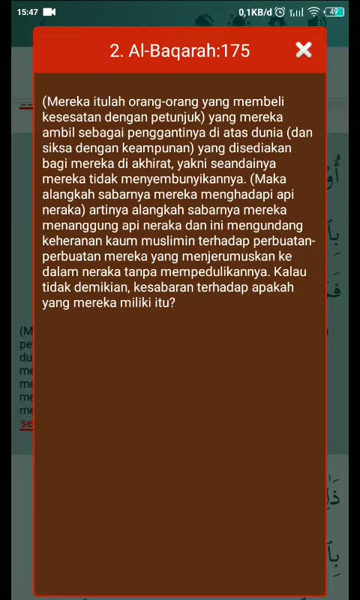 15:47
0,1KB/d
49
2. Al-Baqarah:175
(Mereka itulah orang-orang yang membeli
kesesatan dengan petunjuk) yang mereka
ambil sebagai penggantinya di atas dunia (dan
siksa dengan keampunan) yang disediakan
bagi mereka di akhirat, yakni seandainya
mereka tidak menyembunyikannya. (Maka
alangkah sabarnya mereka menghadapi api
neraka) artinya alangkah sabarnya mereka
menanggung api neraka dan ini mengundang
keheranan kaum muslimin terhadap perbuatan-
perbuatan mereka yang menjerumuskan ke
dalam neraka tanpa mempedulikannya. Kalau
tidak demikian, kesabaran terhadap apakah
yang mereka miliki itu?